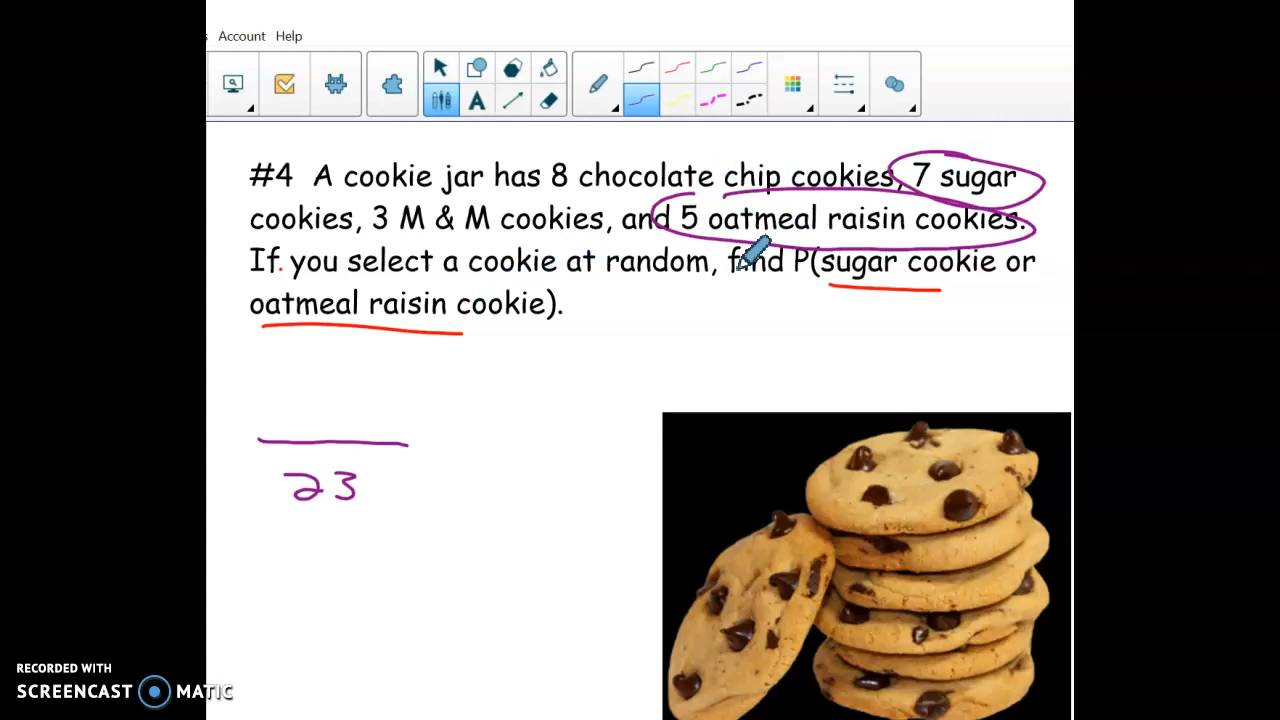 Account Help
A
#4 A cookie jar has 8 chocolate chip cookies, 7 sugar
cookies, 3 M & M cookies, and 5 oatmeal raisin cookies.
If you select a cookie at random, find P(sugar cookie or
oatmeal raisin cookie).
23
RECORDED WITH
SCREENCAST MATIC